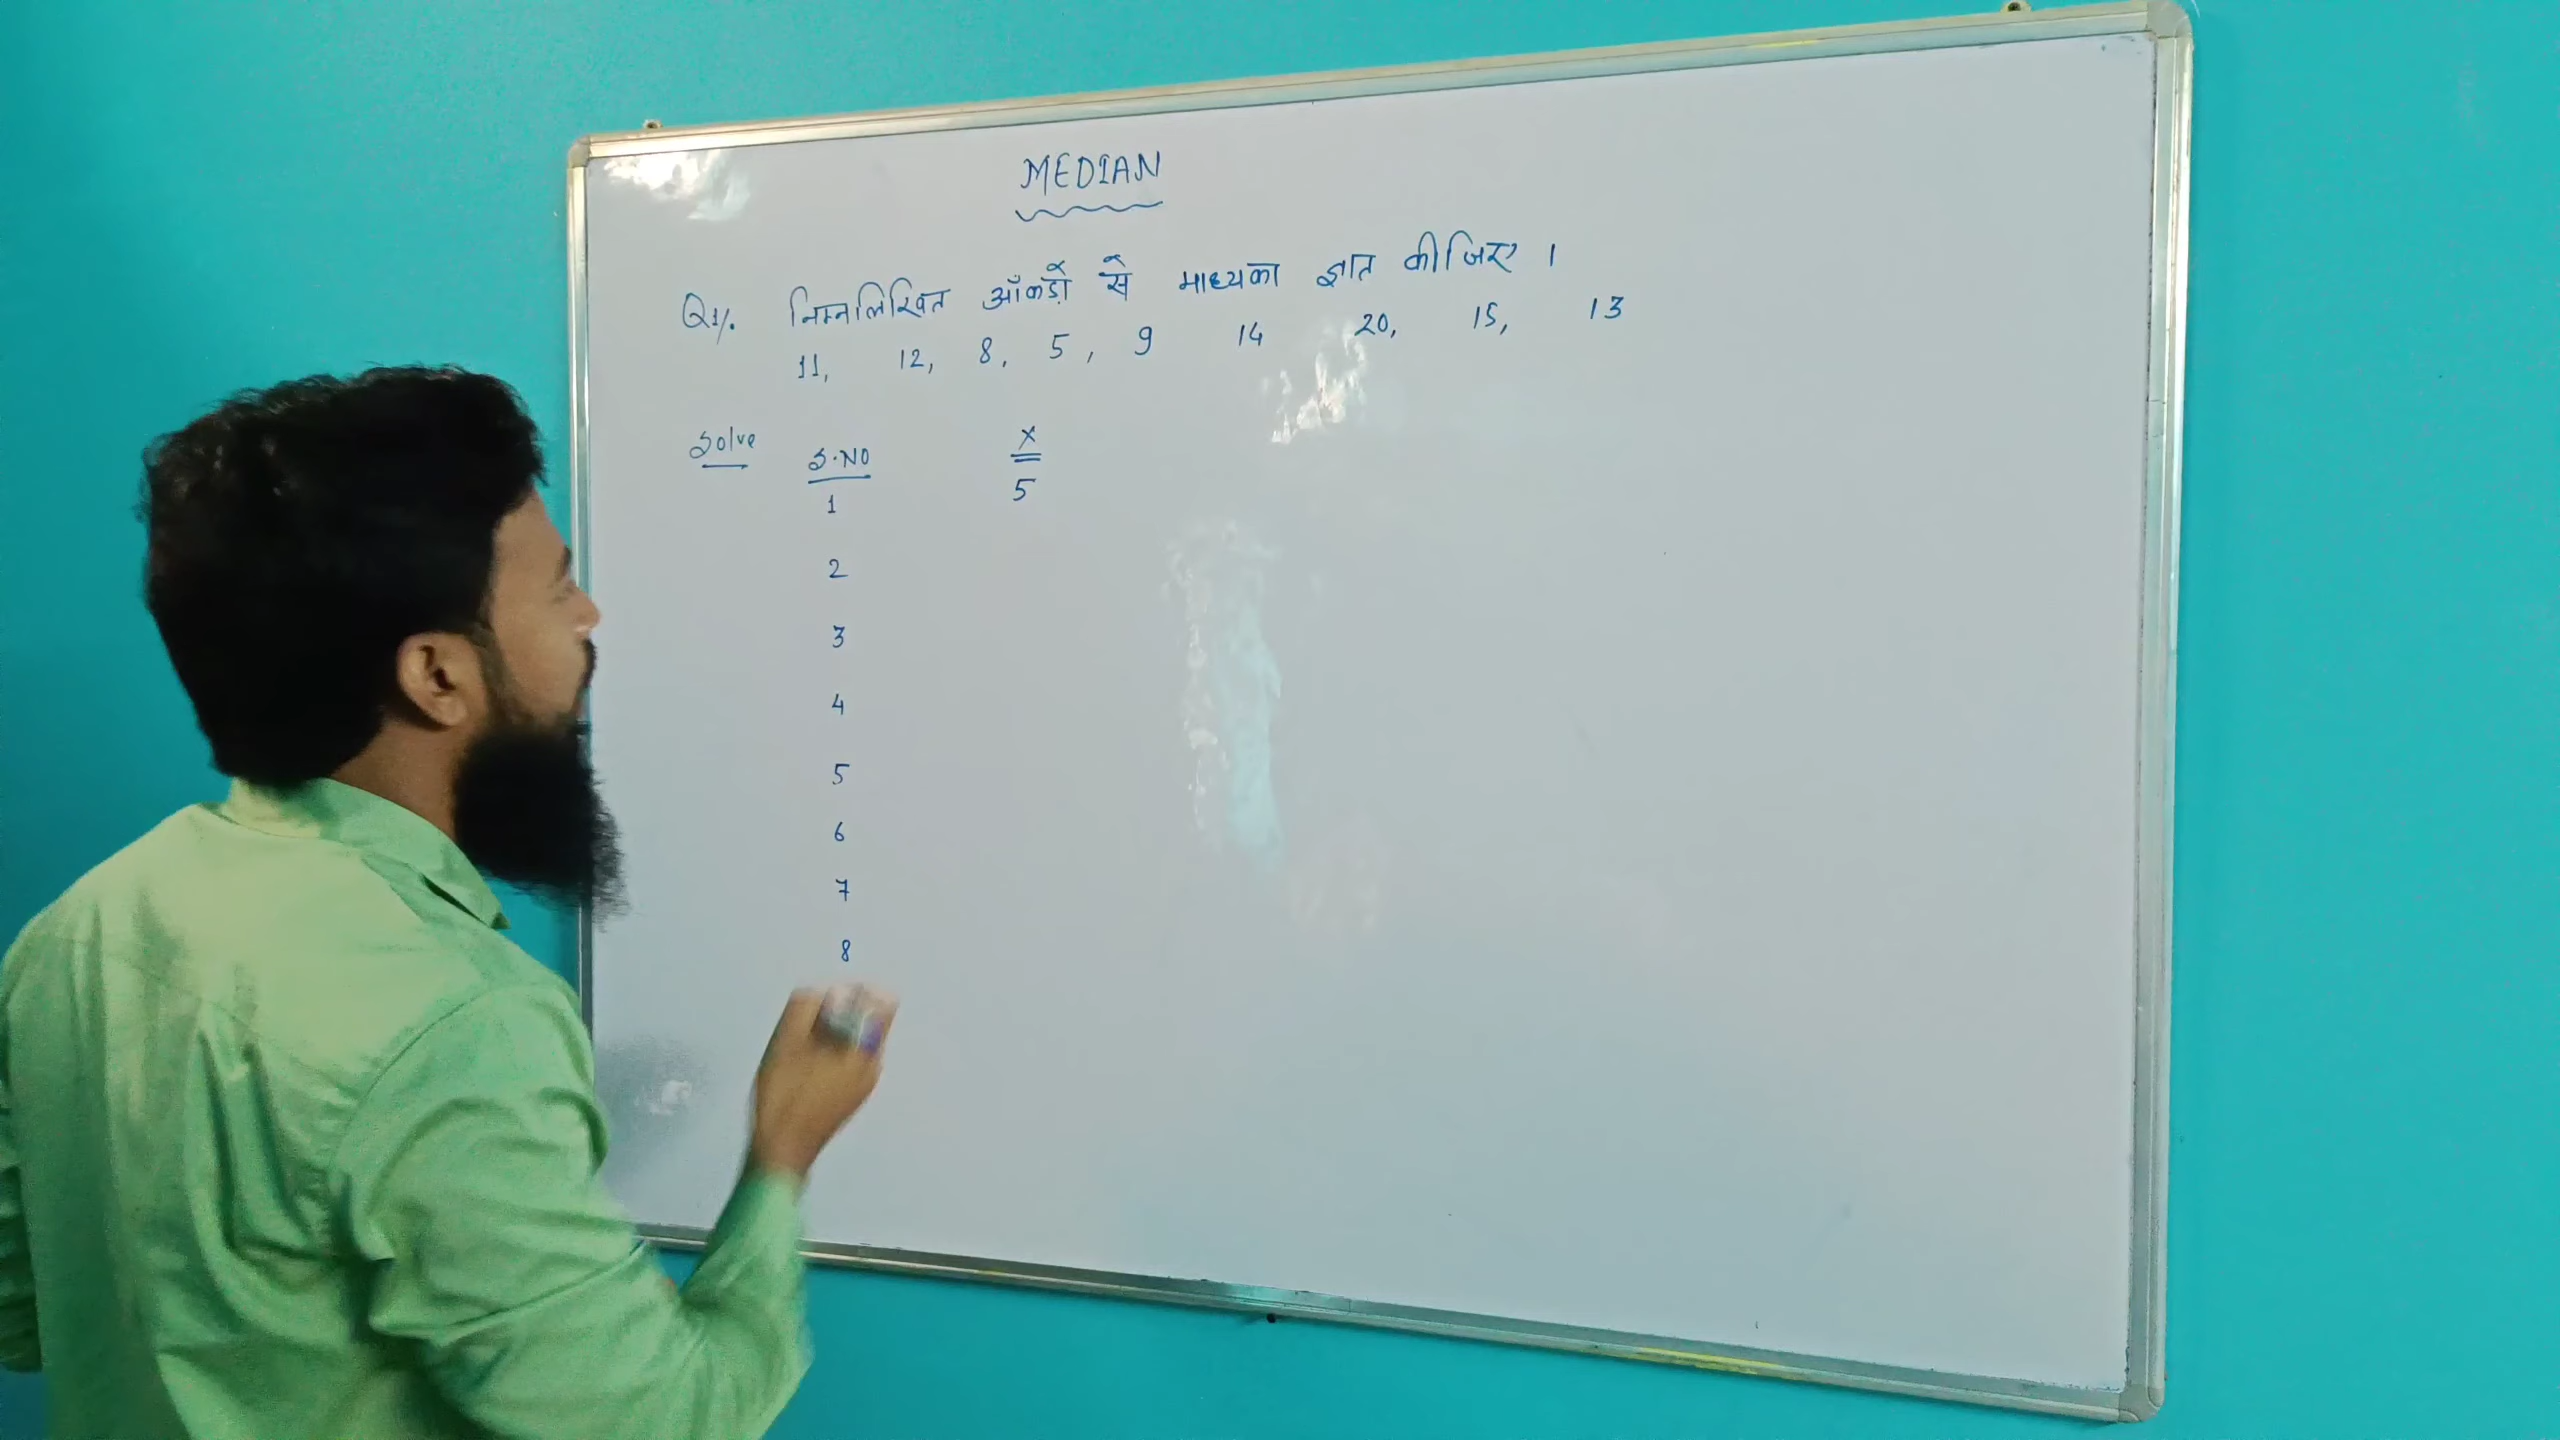 MEDIAN
Q1/. निम्नलिखित आँकड़ों से माध्यका ज्ञात कीजिए ।
11, 12, 8, 5, 9 14 20, 15, 13
Solve
S.NO X
1 5
2
3
4
5
6
7
8